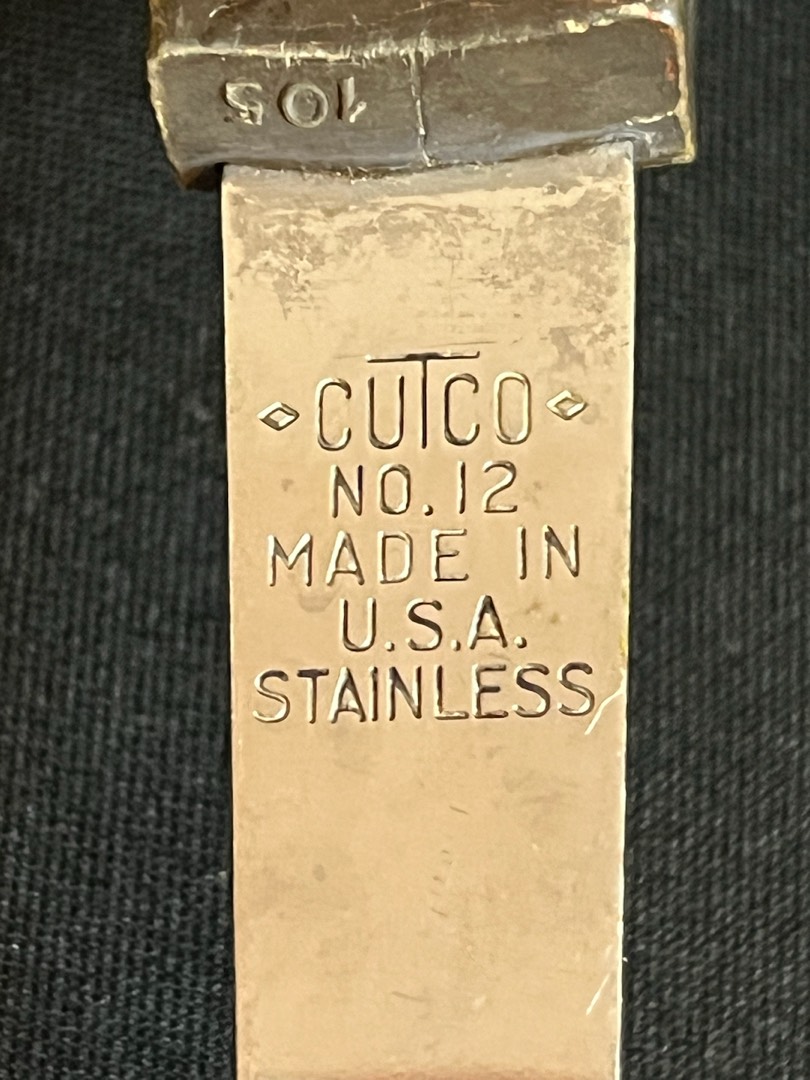 105
CUTCO
NO. 12
MADE IN
U.S.A.
STAINLESS